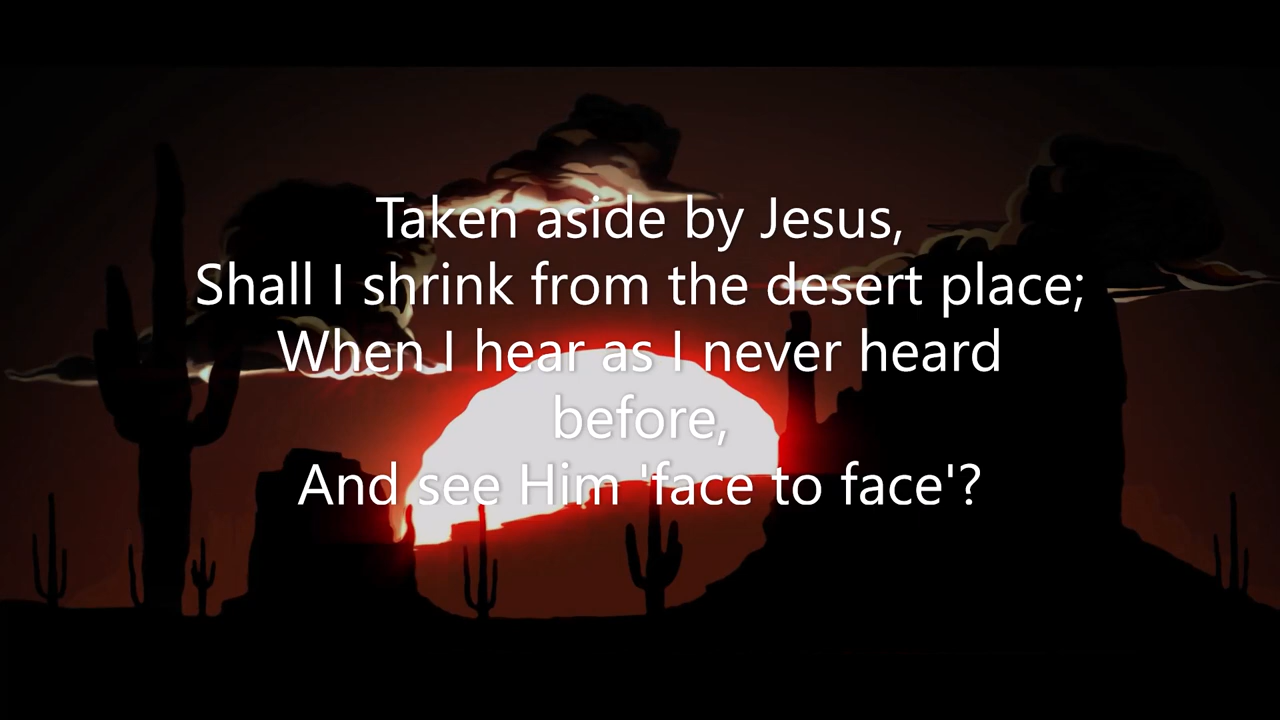 Taken aside by Jesus,
Shall I shrink from the desert place;
When I hear as I never heard
before,
And see Him 'face to face'?